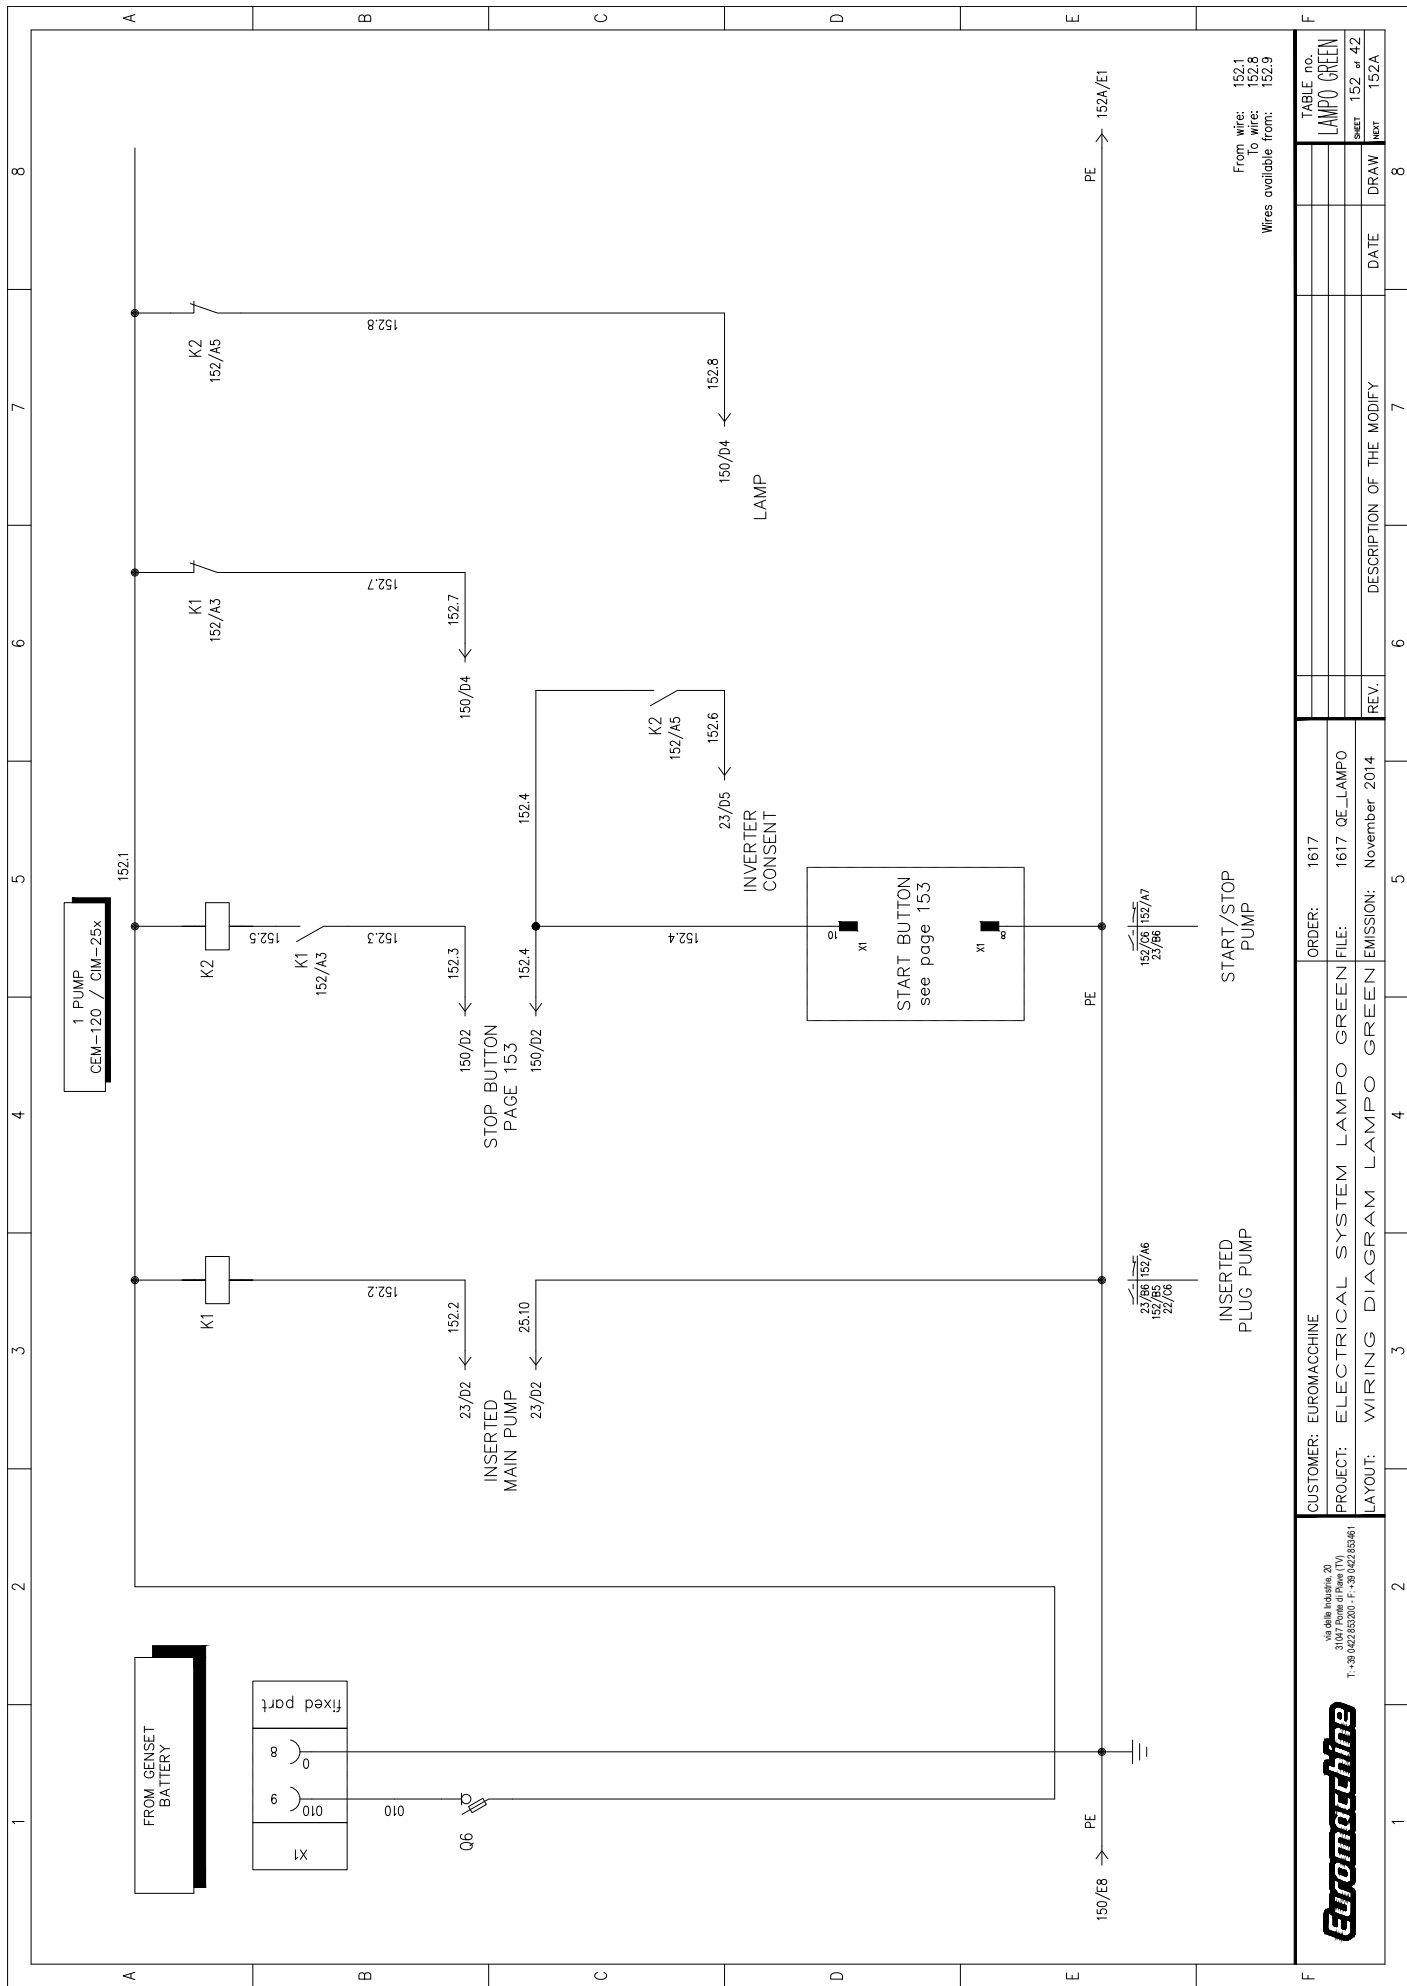 1 2 3 4 5 6 7 8
A
B
C
D
E
F
A
B
C
D
E
F
FROM GENSET
BATTERY
1 PUMP
CEM-120 / CIM-25x
152.1
X1
9
8
fixed part
010
0
010
Q6
K1
152.2
152.2
23/D2
INSERTED
MAIN PUMP
25.10
23/D2
K2
152.5
K1
152/A3
152.3
152.3
150/D2
STOP BUTTON
PAGE 153
152.4
150/D2
152.4
152.4
K2
152/A5
152.6
23/D5
INVERTER
CONSENT
K1
152/A3
152.7
152.7
150/D4
K2
152/A5
152.8
152.8
150/D4
LAMP
10
X1
START BUTTON
see page 153
X1
8
150/E8
PE
PE
PE
152A/E1
23/B6 152/A6
152/B5
22/C6
INSERTED
PLUG PUMP
152/C6 152/A7
23/B6
START/STOP
PUMP
From wire: 152.1
To wire: 152.8
Wires available from: 152.9
Euromacchine
via delle Industrie, 20
31047 Ponte di Piave (TV)
T.: +39 0422 853200 - F.: +39 0422 853461
CUSTOMER: EUROMACCHINE
ORDER: 1617
PROJECT: ELECTRICAL SYSTEM LAMPO GREEN
FILE: 1617 QE_LAMPO
LAYOUT: WIRING DIAGRAM LAMPO GREEN
EMISSION: November 2014
REV.
DESCRIPTION OF THE MODIFY
DATE
DRAW
TABLE no.
LAMPO GREEN
SHEET 152 of 42
NEXT 152A
1 2 3 4 5 6 7 8